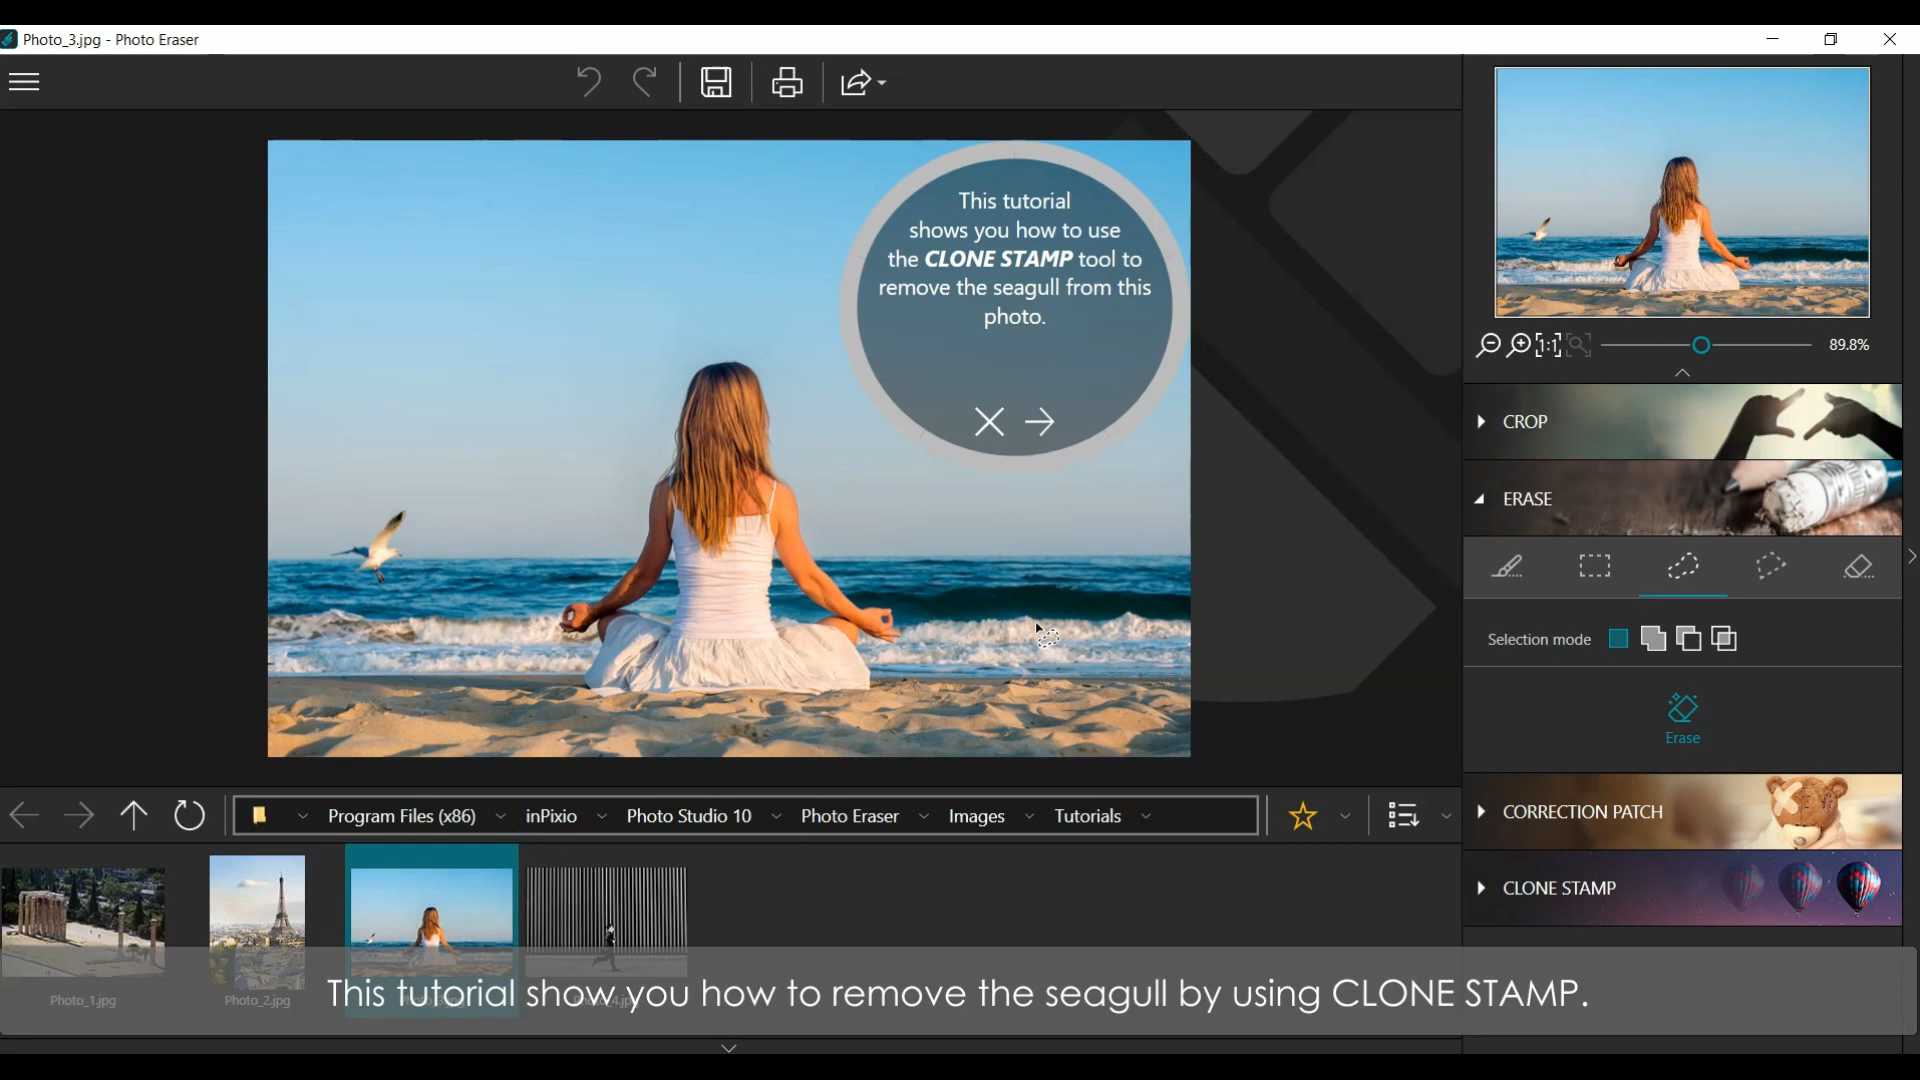 Photo_3.jpg - Photo Eraser
This tutorial
shows you how to use
the CLONE STAMP tool to
remove the seagull from this
photo.
1:1
89.8%
CROP
ERASE
Selection mode
Erase
CORRECTION PATCH
CLONE STAMP
Program Files (x86)
inPixio
Photo Studio 10
Photo Eraser
Images
Tutorials
Photo_1.jpg
Photo_2.jpg
This tutorial show you how to remove the seagull by using CLONE STAMP.